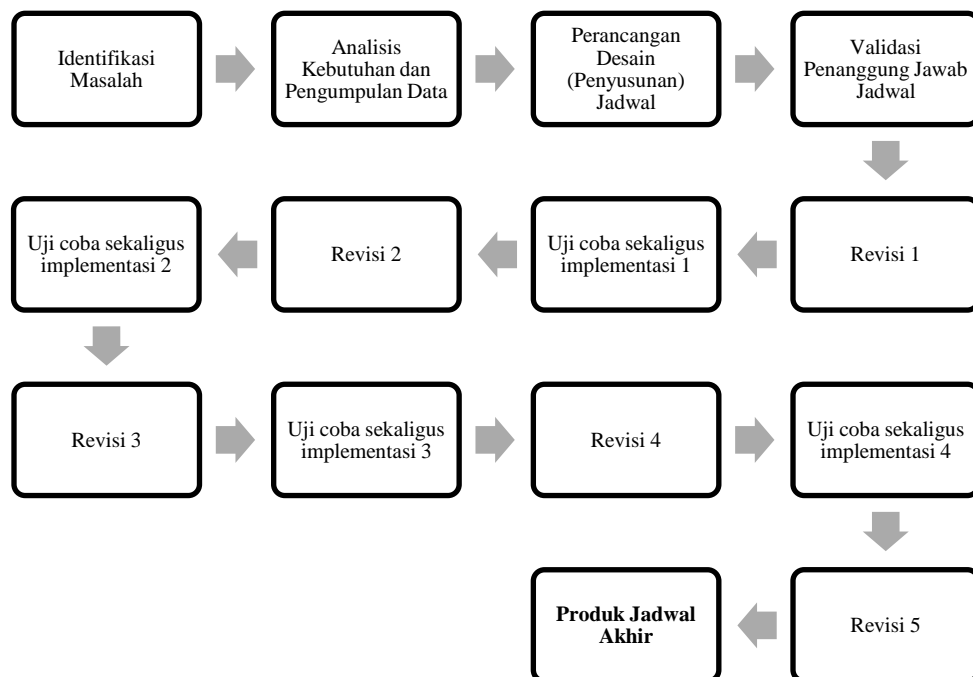 Identifikasi
Masalah
Analisis
Kebutuhan dan
Pengumpulan Data
Perancangan
Desain
(Penyusunan)
Jadwal
Validasi
Penanggung Jawab
Jadwal
Revisi 1
Uji coba sekaligus
implementasi 1
Revisi 2
Uji coba sekaligus
implementasi 2
Revisi 3
Uji coba sekaligus
implementasi 3
Revisi 4
Uji coba sekaligus
implementasi 4
Revisi 5
Produk Jadwal
Akhir